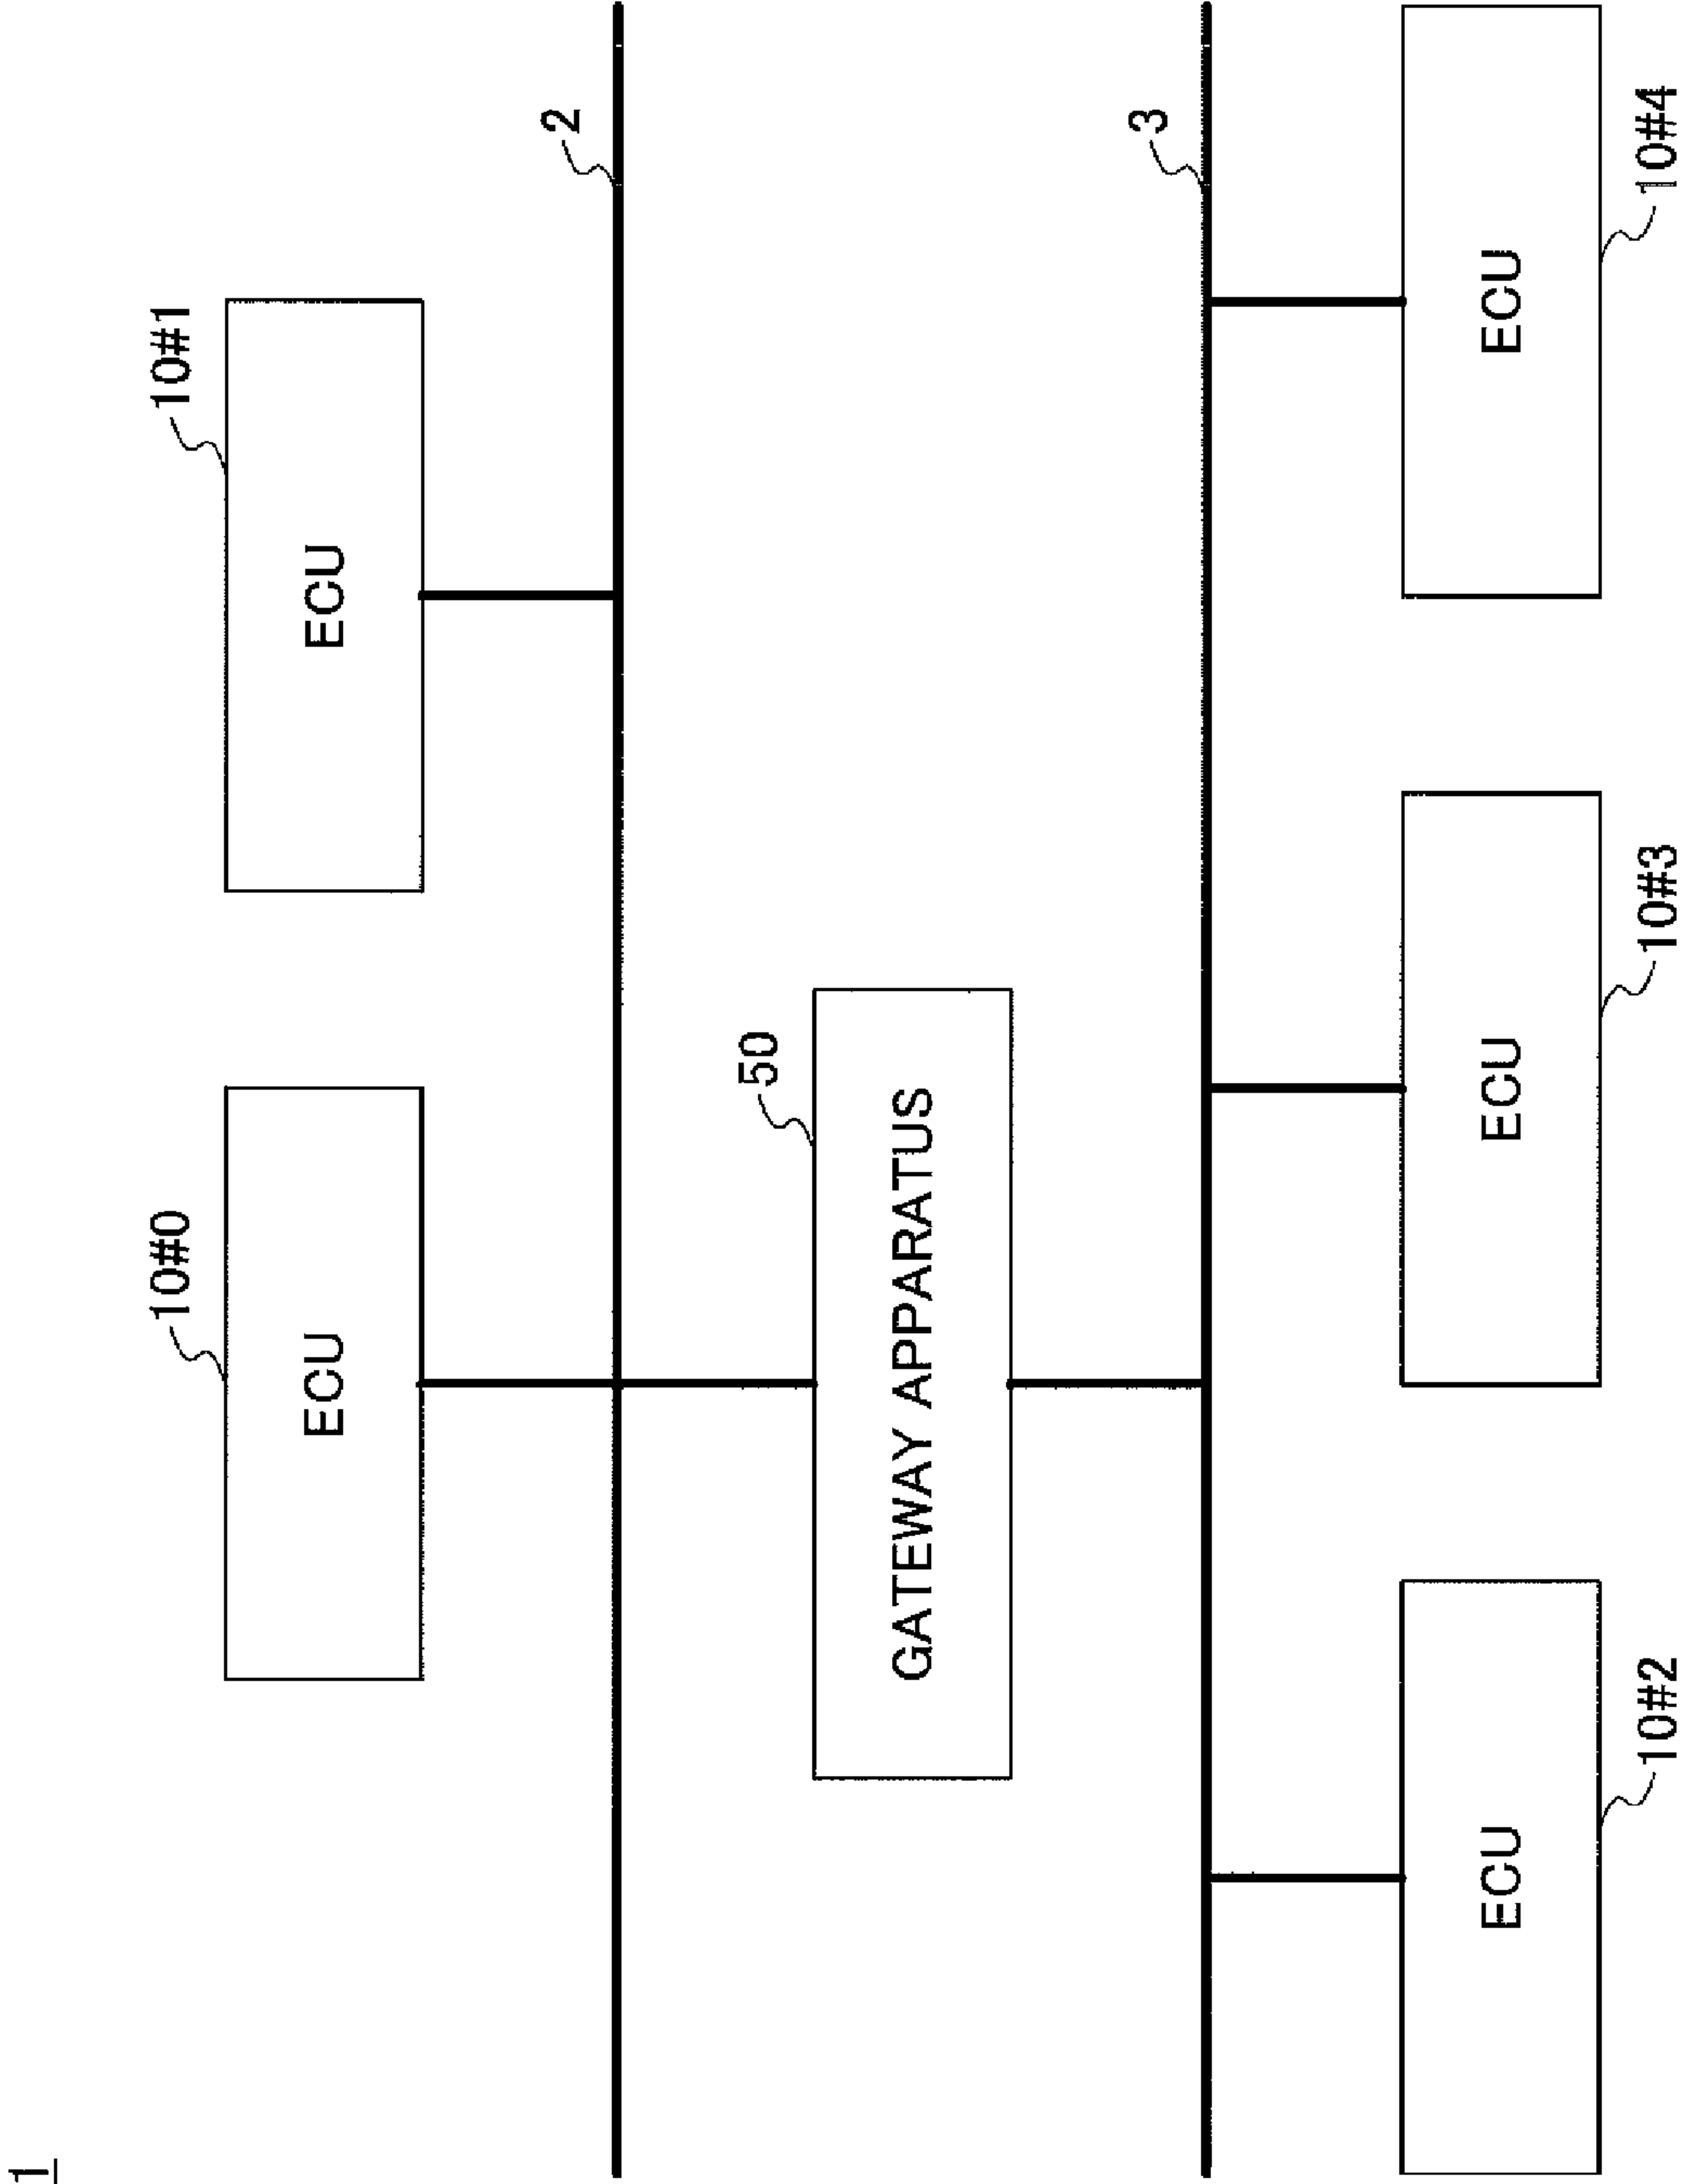 1
10#0
10#1
ECU
ECU
2
50
GATEWAY APPARATUS
3
ECU
ECU
ECU
10#2
10#3
10#4